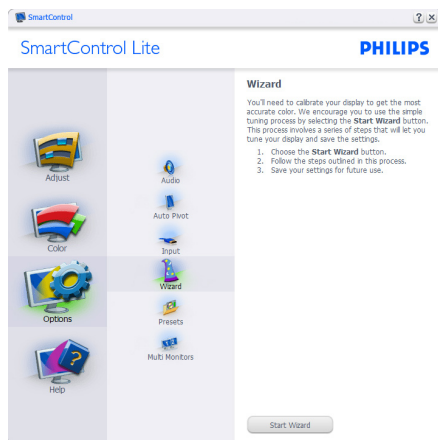 SmartControl
? x
SmartControl Lite
PHILIPS
Adjust
Color
Options
Help
Audio
Auto Pivot
Input
Wizard
Presets
Multi Monitors
Wizard
You'll need to calibrate your display to get the most
accurate color. We encourage you to use the simple
tuning process by selecting the Start Wizard button.
This process involves a series of steps that will let you
tune your display and save the settings.
1. Choose the Start Wizard button.
2. Follow the steps outlined in this process.
3. Save your settings for future use.
Start Wizard